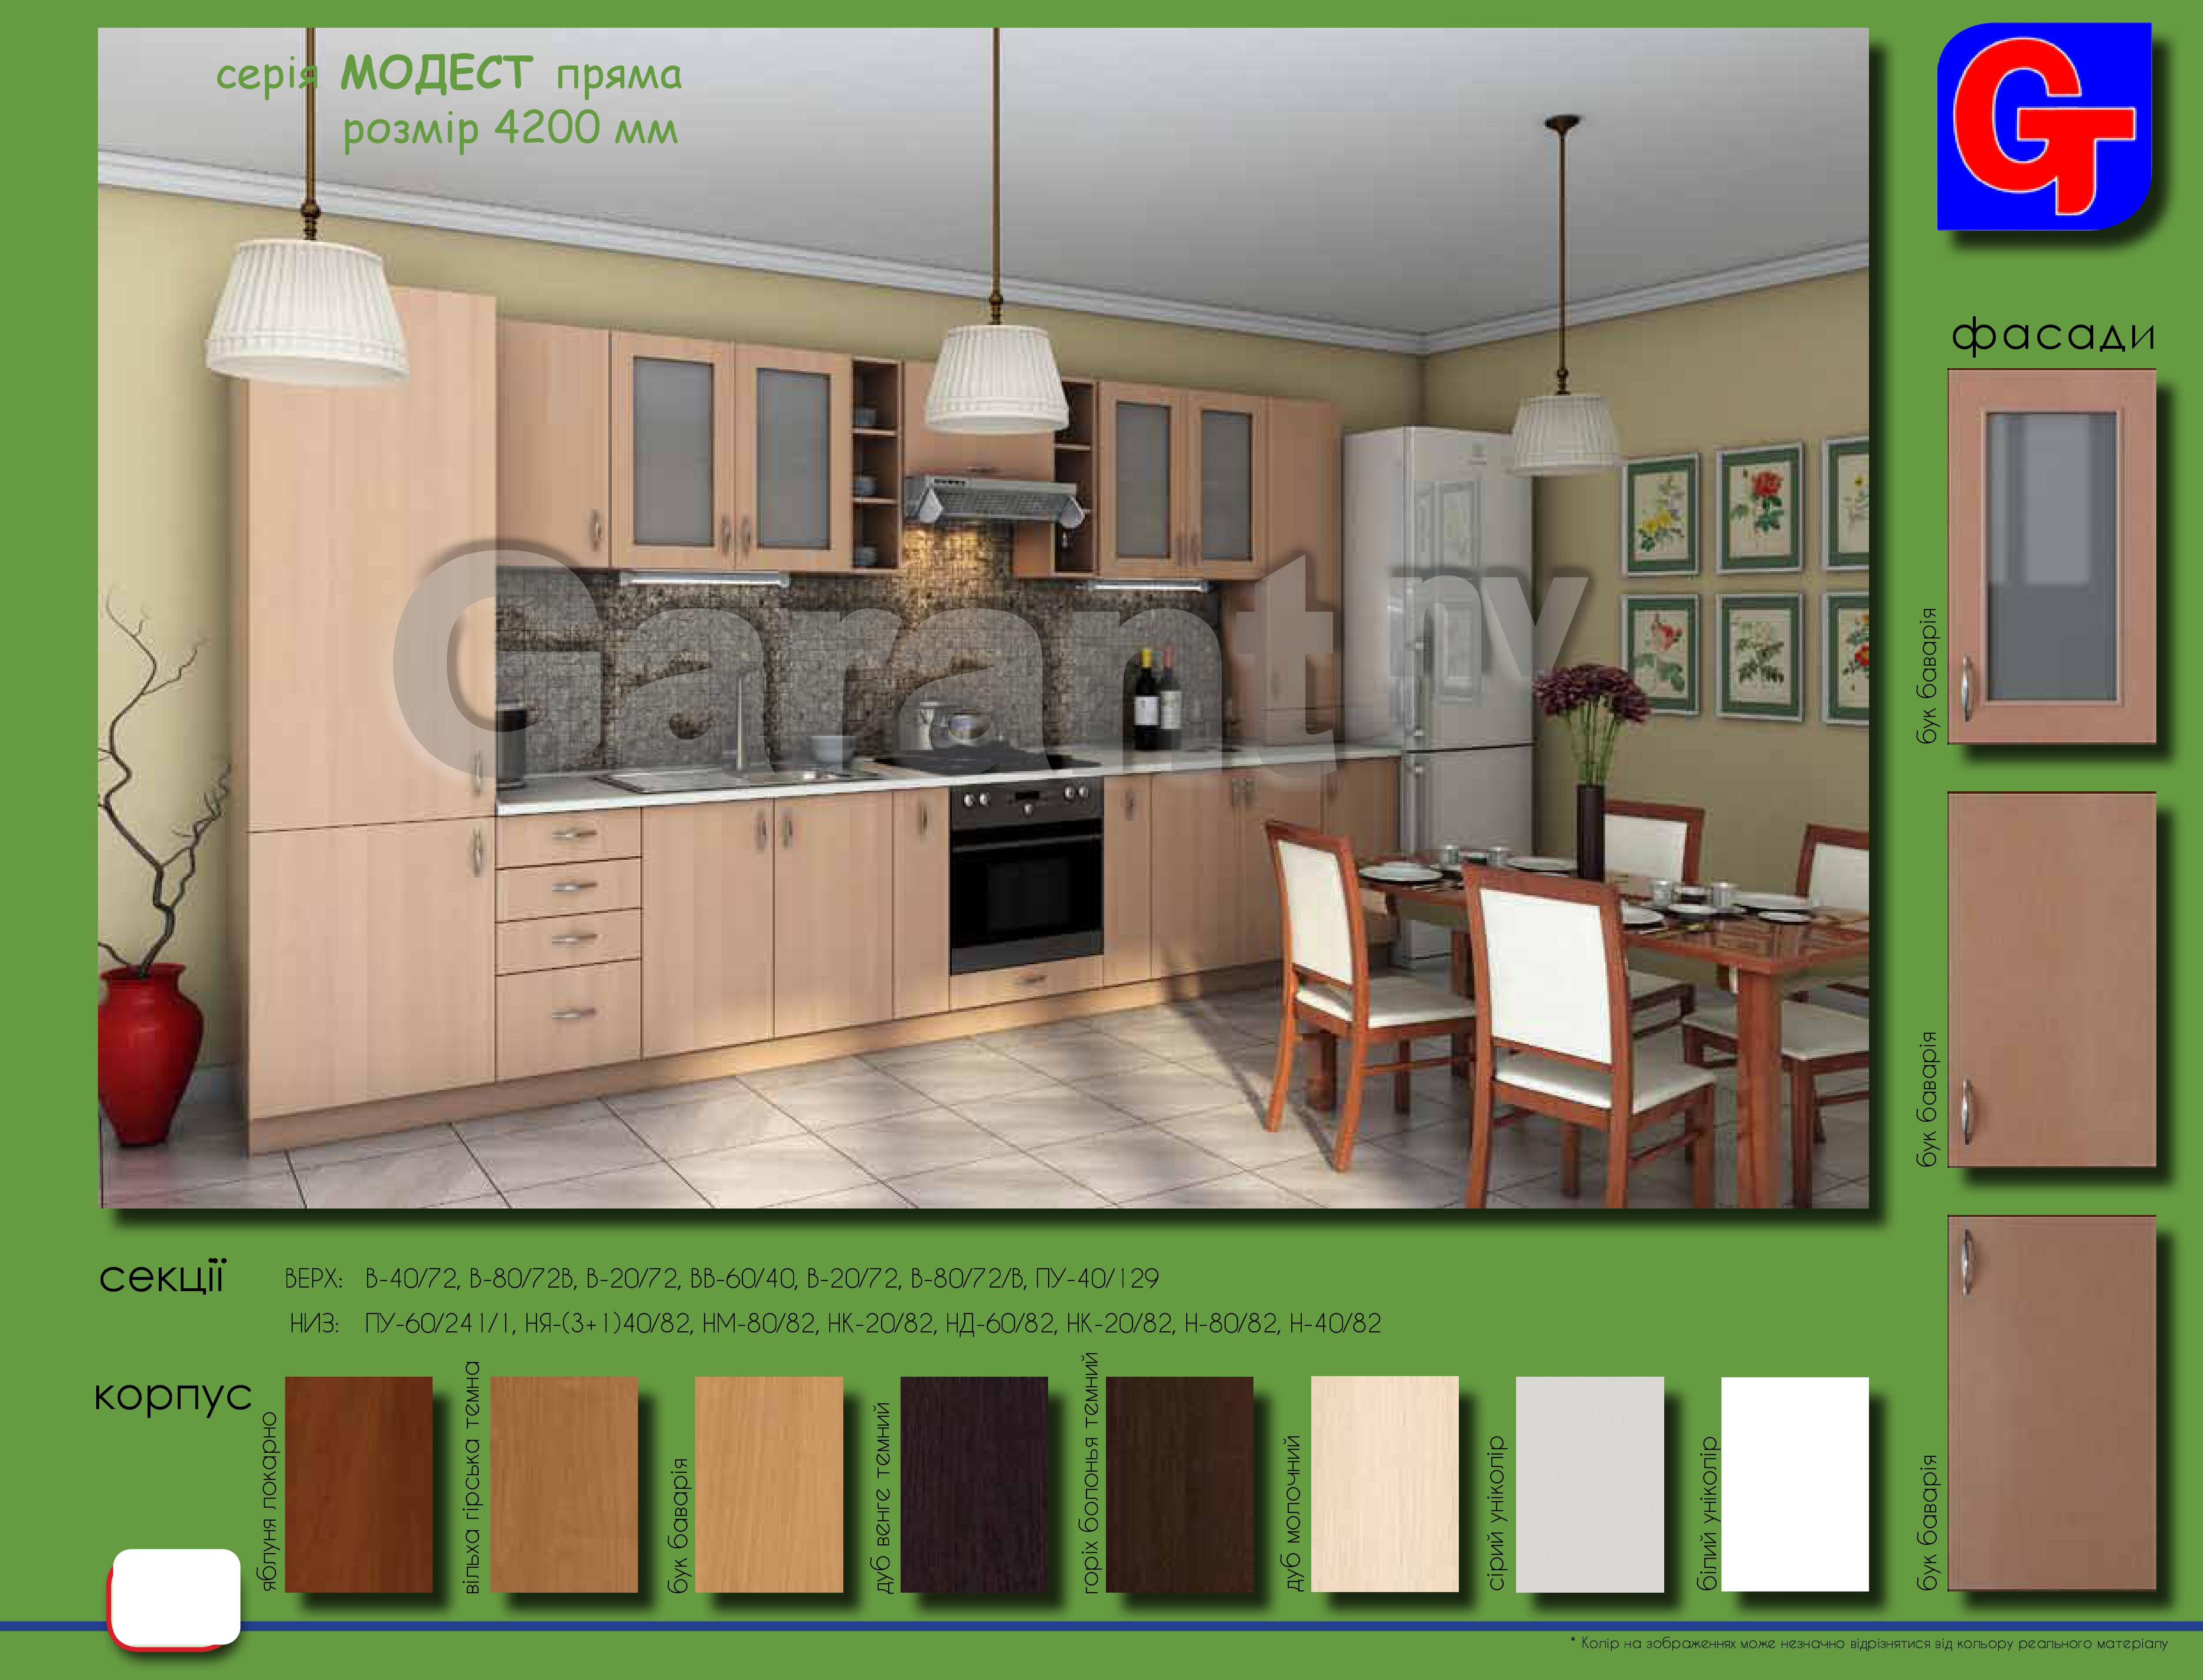 серія МОДЕСТ пряма
розмір 4200 мм
GT
фасади
Garant nv
бук баварія
бук баварія
бук баварія
секції
ВЕРХ: В-40/72, В-80/72В, В-20/72, ВВ-60/40, В-20/72, В-80/72/В, ПУ-40/129
НИЗ: ПУ-60/241/1, НЯ-(3+1)40/82, НМ-80/82, НК-20/82, НД-60/82, НК-20/82, Н-80/82, Н-40/82
корпус
яблуня локарно
вільха гірська темна
бук баварія
дуб венге темний
горіх болонья темний
дуб молочний
сірий уніколір
білий уніколір
* Колір на зображеннях може незначно відрізнятися від кольору реального матеріалу